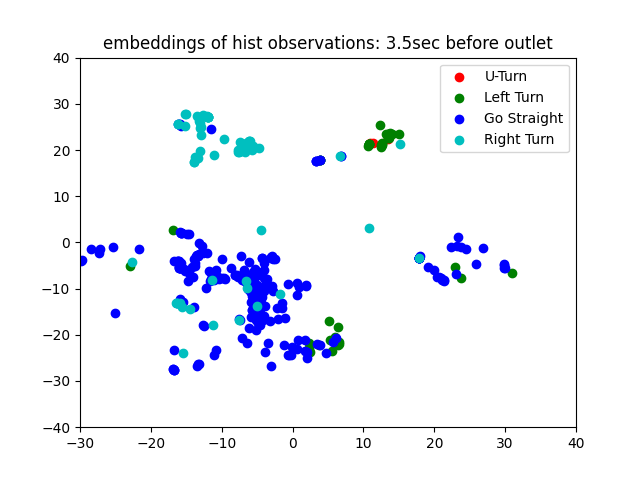 embeddings of hist observations: 3.5sec before outlet
U-Turn
Left Turn
Go Straight
Right Turn
40
30
20
10
0
−10
−20
−30
−40
−30 −20 −10 0 10 20 30 40